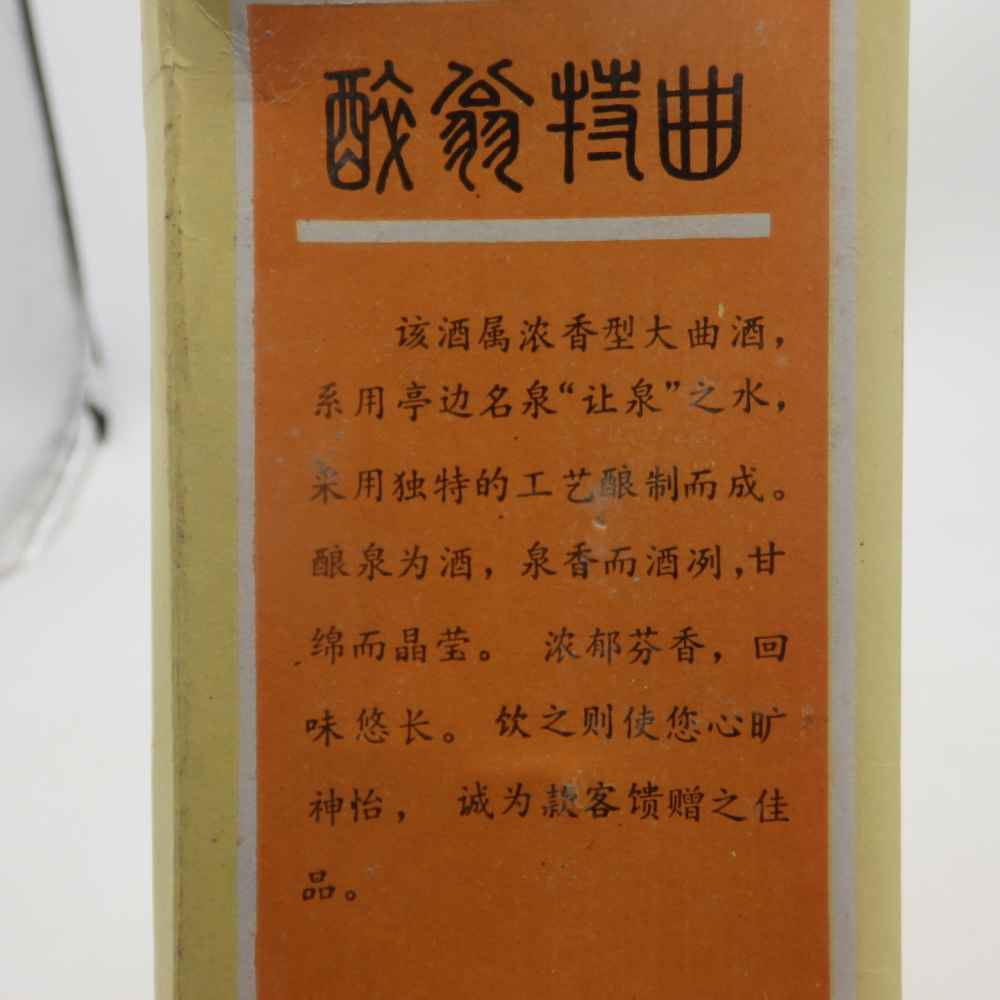 醉翁特曲
该酒属浓香型大曲酒，
系用亭边名泉“让泉”之水，
采用独特的工艺酿制而成。
酿泉为酒，泉香而酒冽，甘
绵而晶莹。 浓郁芬香，回
味悠长。饮之则使您心旷
神怡， 诚为款客馈赠之佳
品。